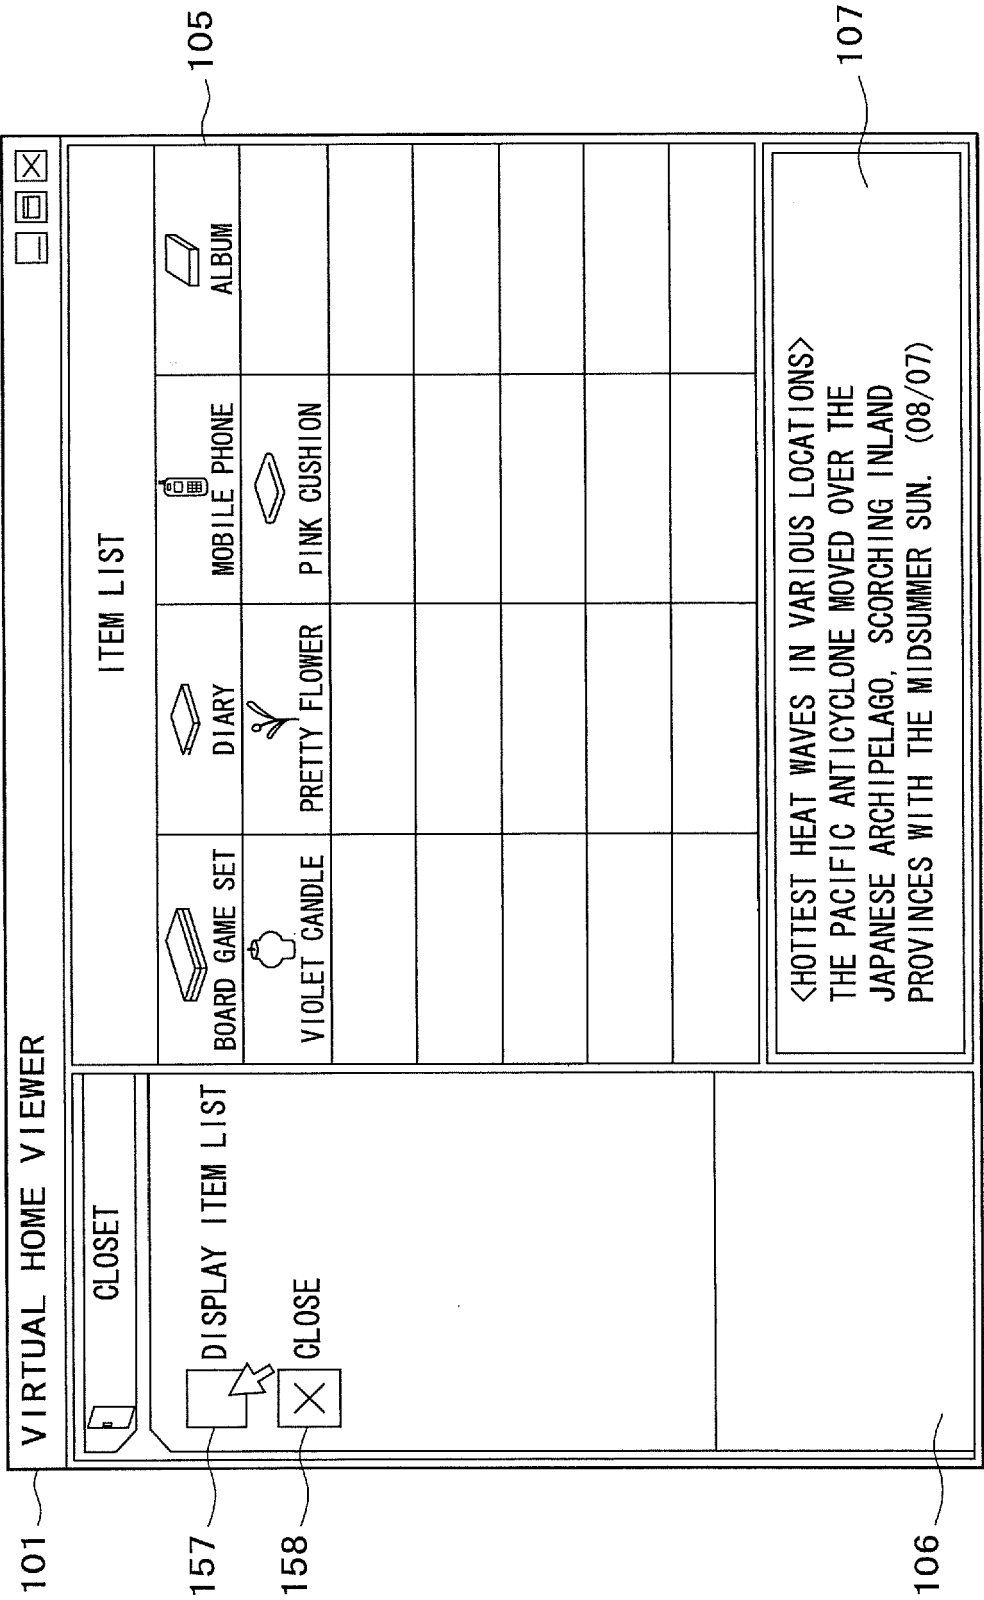 101
VIRTUAL HOME VIEWER
CLOSET
157
DISPLAY ITEM LIST
158
CLOSE
106
105
ITEM LIST
BOARD GAME SET
DIARY
MOBILE PHONE
ALBUM
VIOLET CANDLE
PRETTY FLOWER
PINK CUSHION
107
<HOTTEST HEAT WAVES IN VARIOUS LOCATIONS>
THE PACIFIC ANTICYCLONE MOVED OVER THE
JAPANESE ARCHIPELAGO, SCORCHING INLAND
PROVINCES WITH THE MIDSUMMER SUN. (08/07)